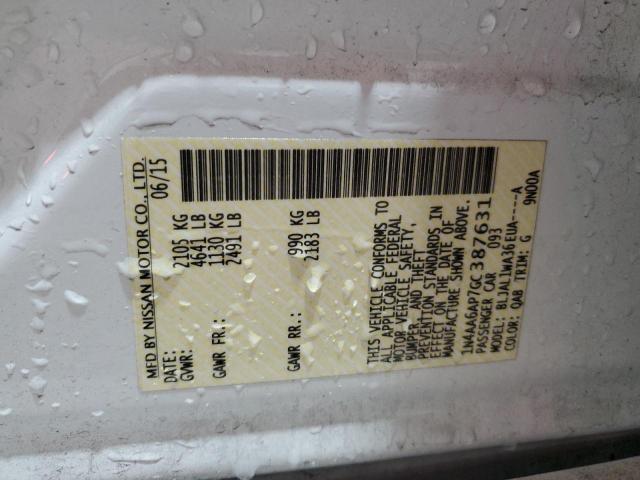 MFD BY NISSAN MOTOR CO., LTD.
DATE: 06/15
GVWR: 2105 KG
4641 LB
GAWR FR: 1130 KG
2491 LB
GAWR RR: 990 KG
2183 LB
THIS VEHICLE CONFORMS TO
ALL APPLICABLE FEDERAL
MOTOR VEHICLE SAFETY,
BUMPER, AND THEFT
PREVENTION STANDARDS IN
EFFECT ON THE DATE OF
MANUFACTURE SHOWN ABOVE.
1N4AA6AP7GC387631
PASSENGER CAR 093
MODEL: BLJALLWA36EUA----A
COLOR: QAB TRIM: G 9N00A